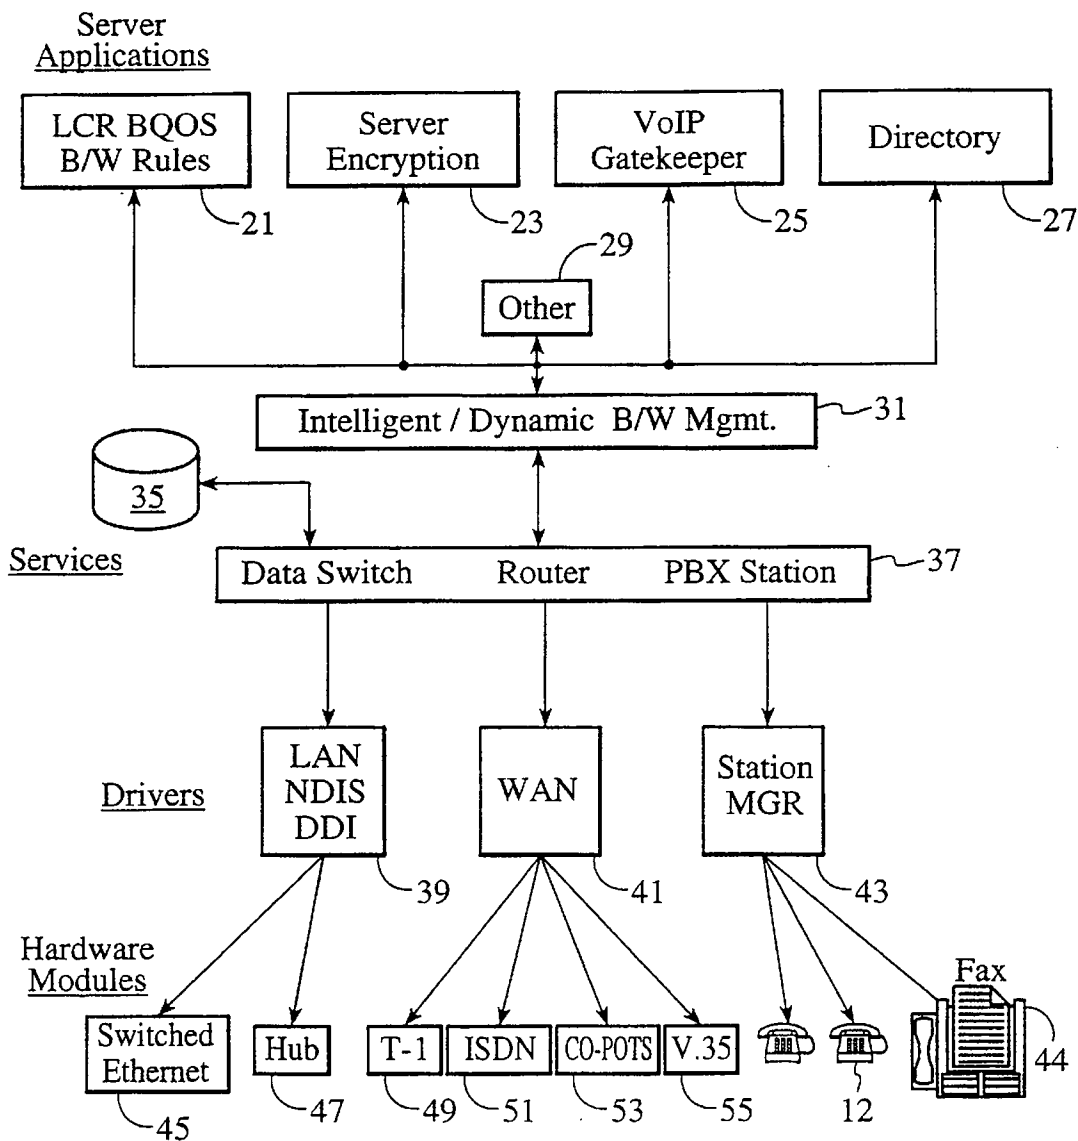 Server
Applications
LCR BQOS
B/W Rules
Server
Encryption
VoIP
Gatekeeper
Directory
21
23
25
27
29
Other
Intelligent / Dynamic B/W Mgmt.
31
35
Services
Data Switch Router PBX Station
37
Drivers
LAN
NDIS
DDI
WAN
Station
MGR
39
41
43
Hardware
Modules
Fax
Switched
Ethernet
Hub
T-1
ISDN
CO-POTS
V.35
44
45
47
49
51
53
55
12